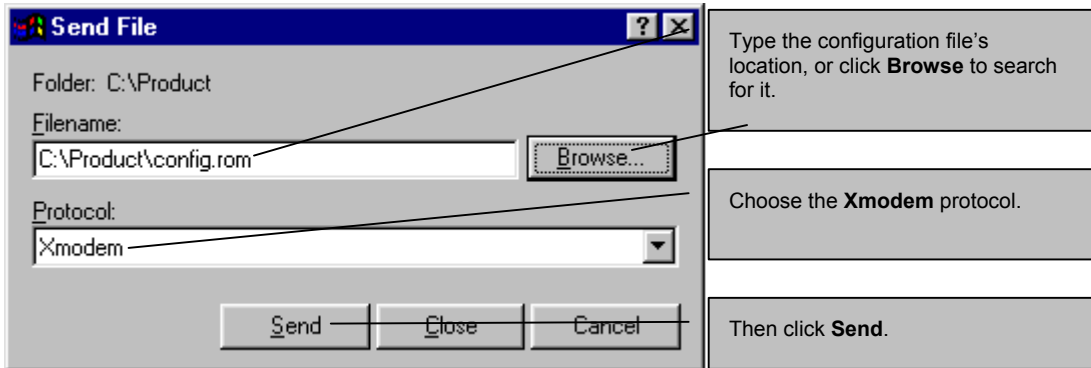 Send File
Folder: C:\Product
Filename:
C:\Product\config.rom
Browse...
Protocol:
Xmodem
Send
Close
Cancel
Type the configuration file's
location, or click Browse to search
for it.
Choose the Xmodem protocol.
Then click Send.